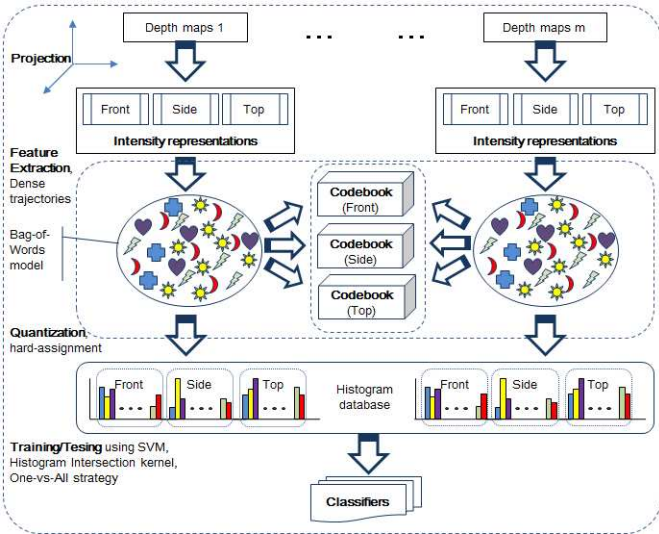 Depth maps 1
... ...
Depth maps m
Projection
Front Side Top
Intensity representations
Front Side Top
Intensity representations
Feature
Extraction,
Dense
trajectories
Bag-of-
Words
model
Codebook
(Front)
Codebook
(Side)
Codebook
(Top)
Quantization,
hard-assignment
Front Side Top
... ... ...
Histogram
database
Front Side Top
... ... ...
Training/Tesing using SVM,
Histogram Intersection kernel,
One-vs-All strategy
Classifiers